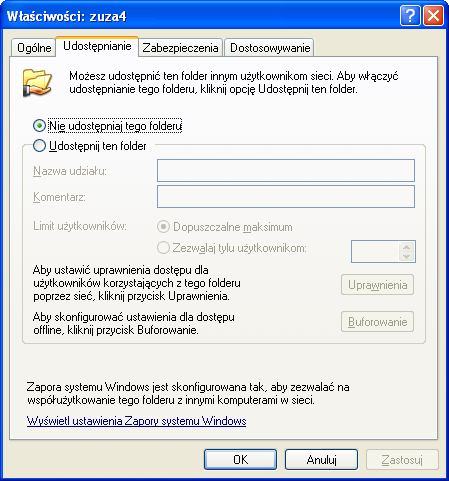 Właściwości: zuza4
Ogólne Udostępnianie Zabezpieczenia Dostosowywanie
Możesz udostępnić ten folder innym użytkownikom sieci. Aby włączyć
udostępnianie tego folderu, kliknij opcję Udostępnij ten folder.
Nie udostępniaj tego folderu
Udostępnij ten folder
Nazwa udziału:
Komentarz:
Limit użytkowników: Dopuszczalne maksimum
Zezwalaj tylu użytkownikom:
Aby ustawić uprawnienia dostępu dla
użytkowników korzystających z tego folderu
poprzez sieć, kliknij przycisk Uprawnienia.
Uprawnienia
Aby skonfigurować ustawienia dla dostępu
offline, kliknij przycisk Buforowanie.
Buforowanie
Zapora systemu Windows jest skonfigurowana tak, aby zezwalać na
współużytkowanie tego folderu z innymi komputerami w sieci.
Wyświetl ustawienia Zapory systemu Windows
OK Anuluj Zastosuj